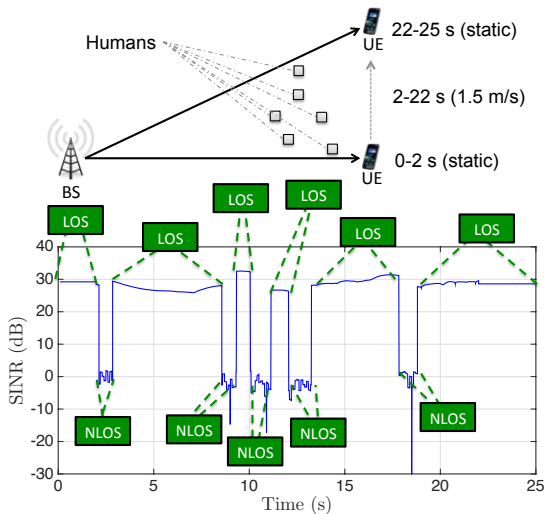 22-25 s (static)
UE
Humans
2-22 s (1.5 m/s)
0-2 s (static)
BS
UE
LOS
LOS
LOS
LOS
LOS
LOS
40
30
20
10
0
-10
-20
-30
SINR (dB)
NLOS
NLOS
NLOS
NLOS
NLOS
0
5
10
15
20
25
Time (s)